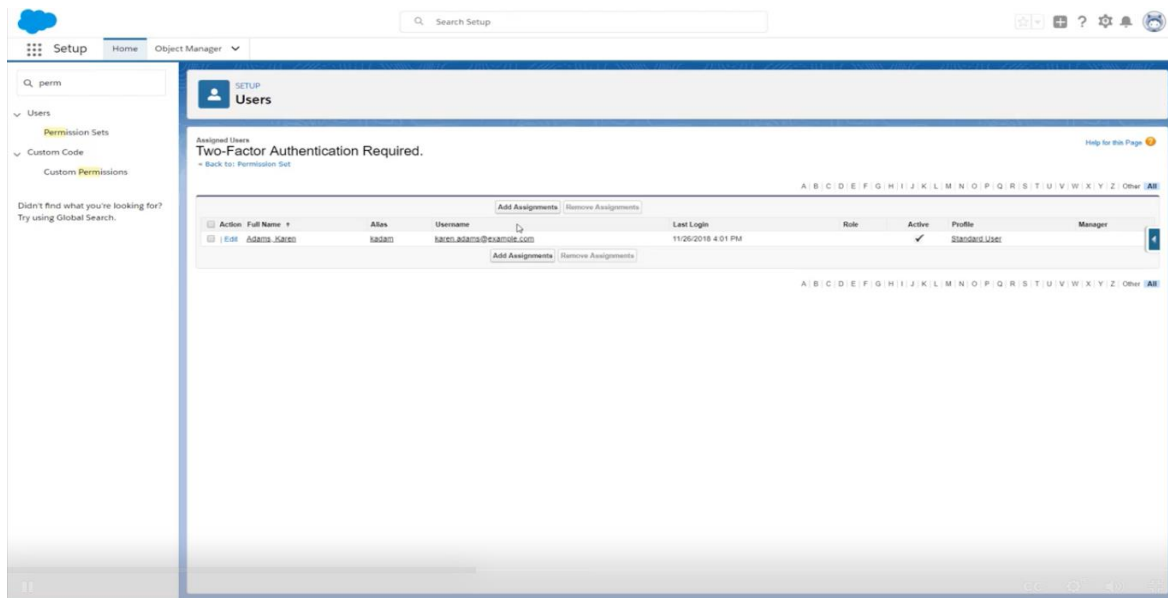 Search Setup
Setup Home Object Manager
perm
Users
Permission Sets
Custom Code
Custom Permissions
Didn't find what you're looking for?
Try using Global Search.
SETUP
Users
Assigned Users
Two-Factor Authentication Required.
« Back to: Permission Set
Help for this Page
A | B | C | D | E | F | G | H | I | J | K | L | M | N | O | P | Q | R | S | T | U | V | W | X | Y | Z | Other | All
Add Assignments Remove Assignments
Action Full Name ↑ Alias Username Last Login Role Active Profile Manager
| Edit Adams, Karen kadam karen.adams@example.com 11/26/2018 4:01 PM ✓ Standard User
Add Assignments Remove Assignments
A | B | C | D | E | F | G | H | I | J | K | L | M | N | O | P | Q | R | S | T | U | V | W | X | Y | Z | Other | All
CC